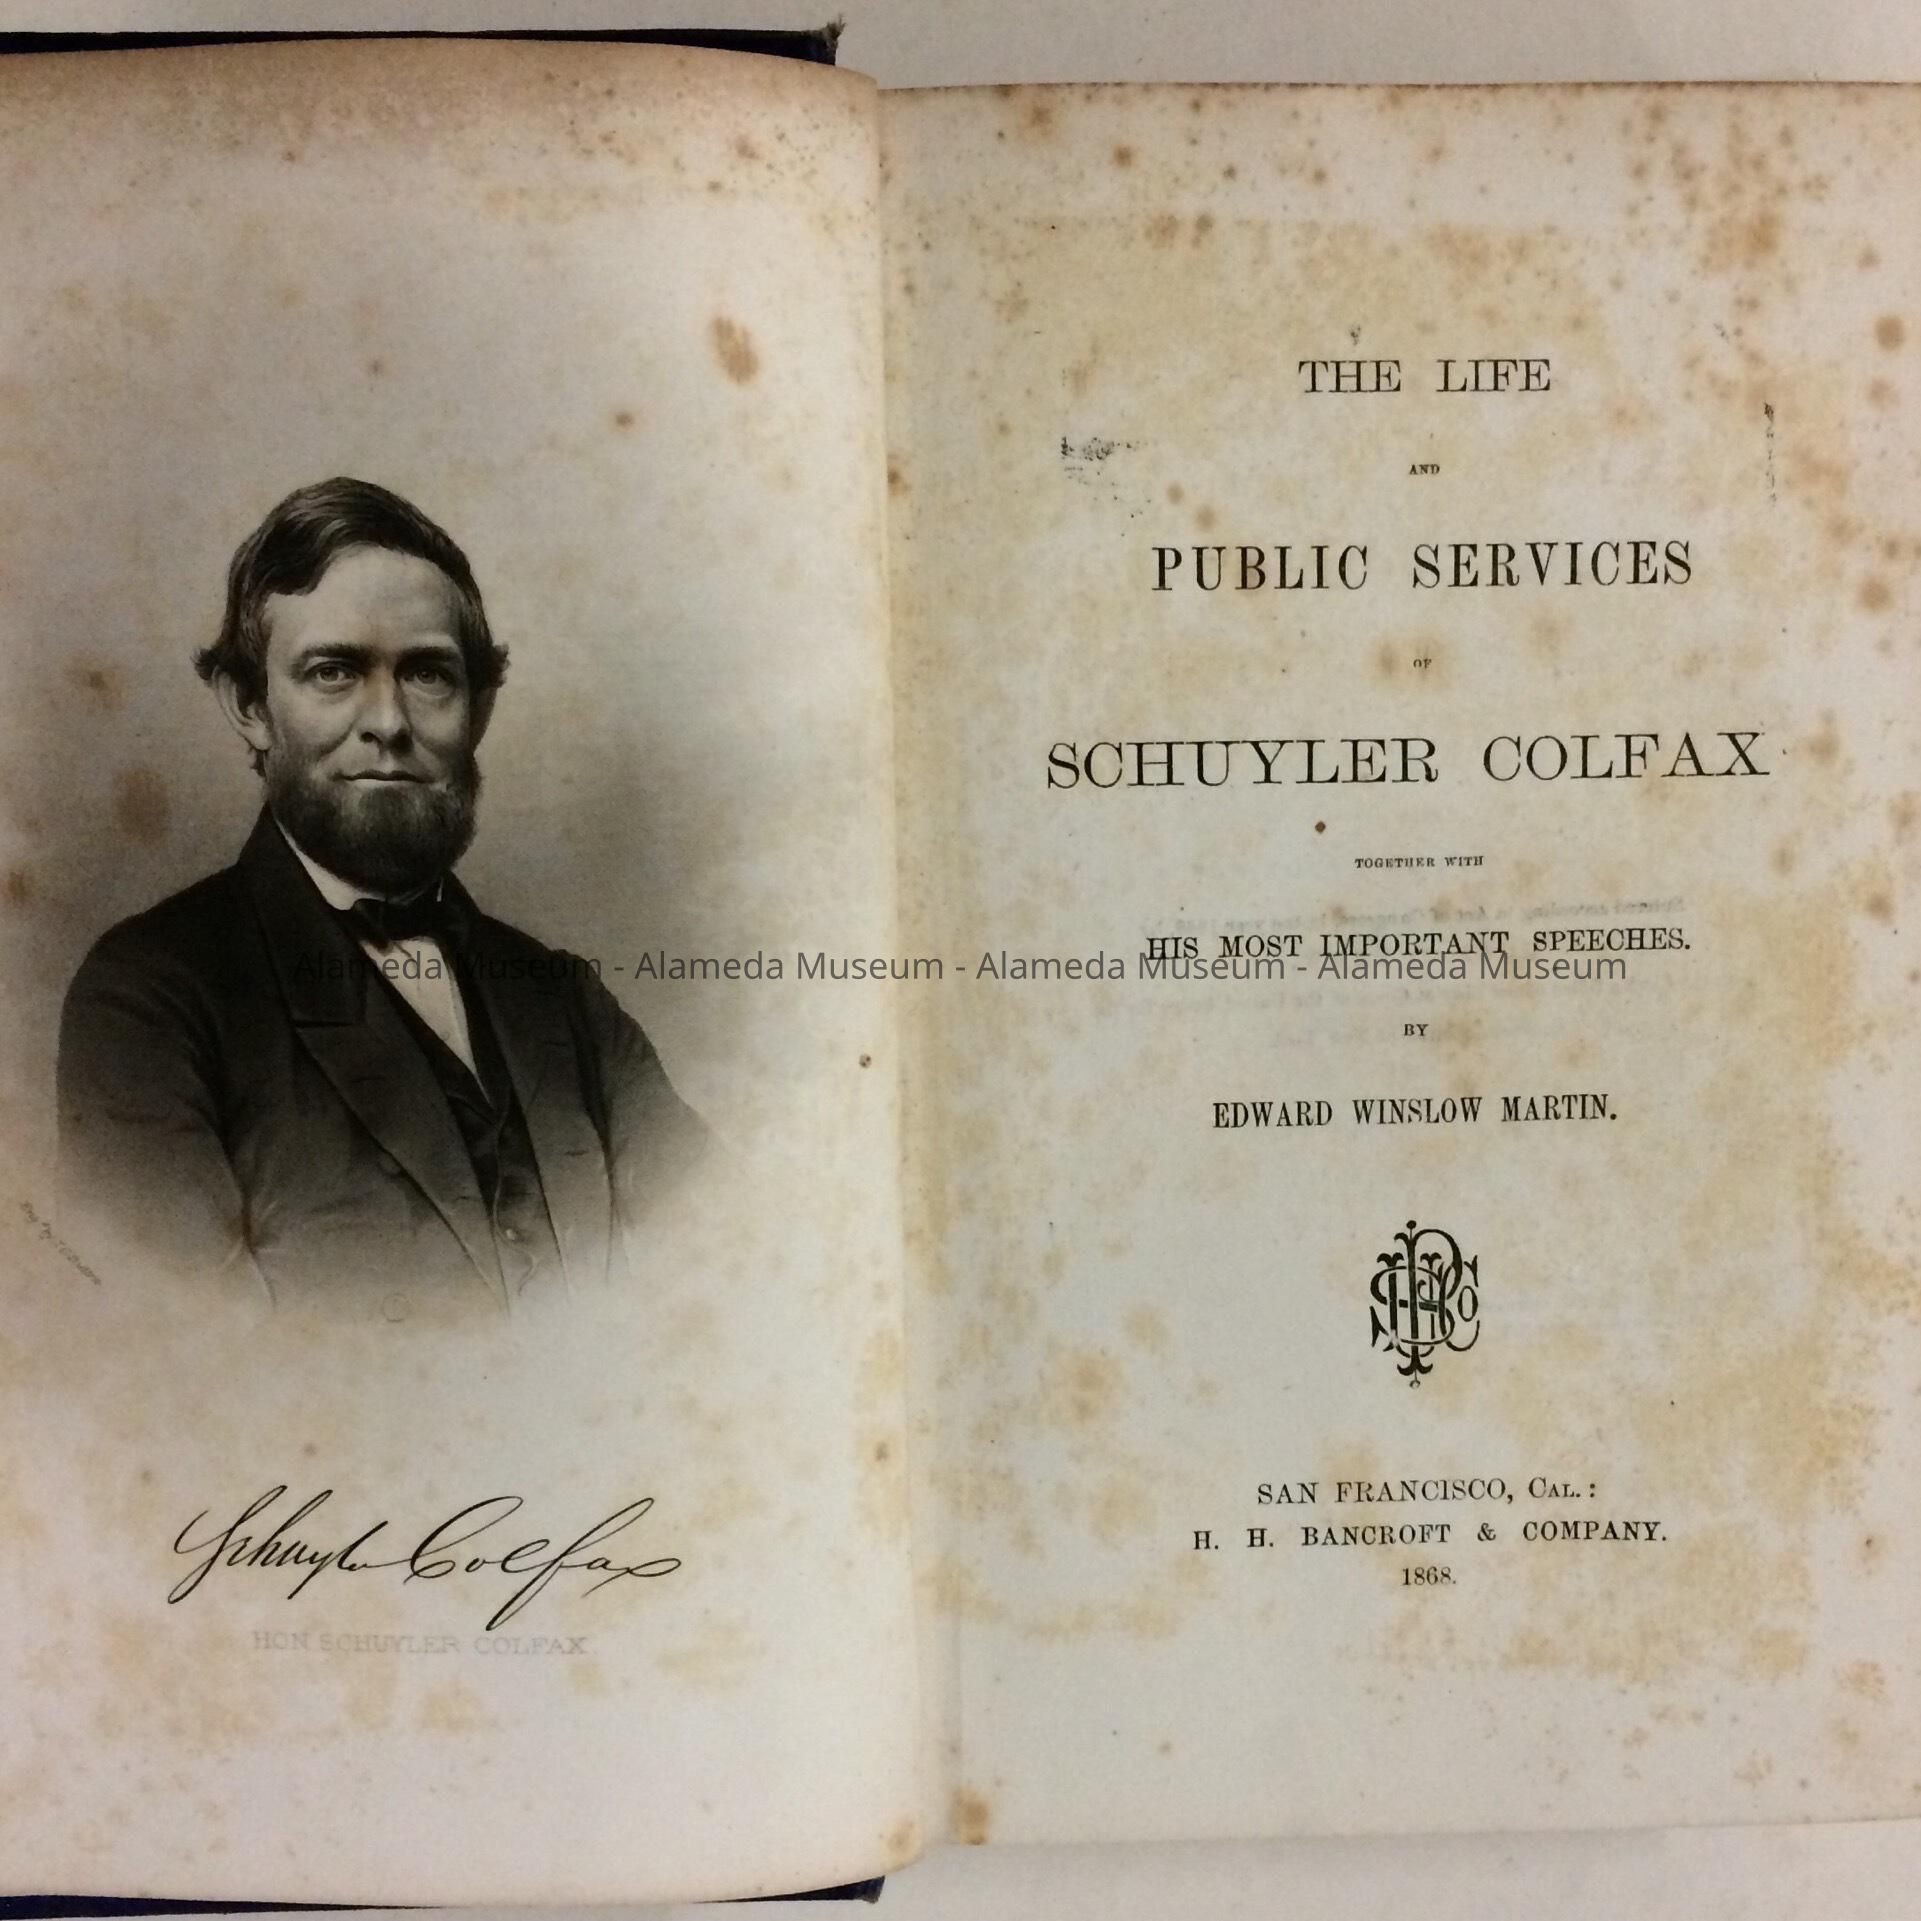 Schuyler Colfax
HON SCHUYLER COLFAX.
THE LIFE
AND
PUBLIC SERVICES
OF
SCHUYLER COLFAX
TOGETHER WITH
HIS MOST IMPORTANT SPEECHES.
Alameda Museum - Alameda Museum - Alameda Museum - Alameda Museum
BY
EDWARD WINSLOW MARTIN.
SAN FRANCISCO, CAL.:
H. H. BANCROFT & COMPANY.
1868.